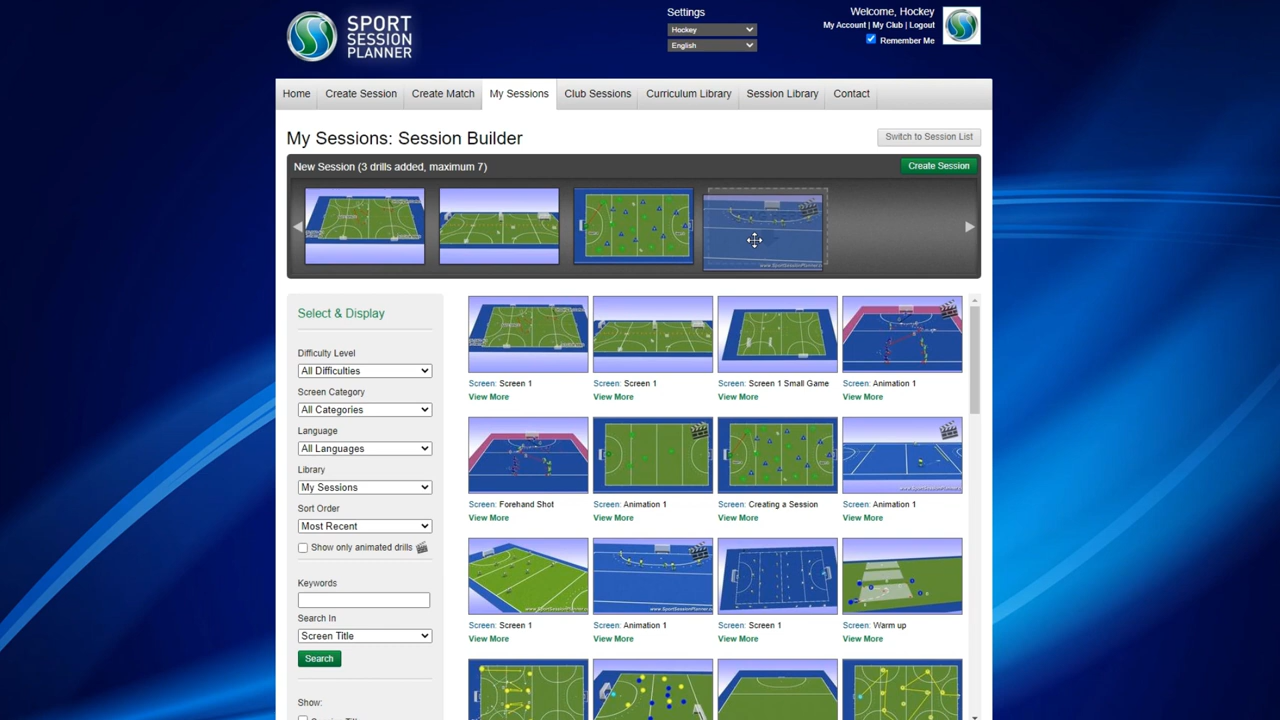 SPORT
SESSION
PLANNER
Settings
Hockey
English
Welcome, Hockey
My Account | My Club | Logout
Remember Me
Home
Create Session
Create Match
My Sessions
Club Sessions
Curriculum Library
Session Library
Contact
My Sessions: Session Builder
Switch to Session List
New Session (3 drills added, maximum 7)
Create Session
Select & Display
Difficulty Level
All Difficulties
Screen Category
All Categories
Language
All Languages
Library
My Sessions
Sort Order
Most Recent
Show only animated drills
Keywords
Search In
Screen Title
Search
Show:
Screen: Screen 1
View More
Screen: Screen 1
View More
Screen: Screen 1 Small Game
View More
Screen: Animation 1
View More
Screen: Forehand Shot
View More
Screen: Animation 1
View More
Screen: Creating a Session
View More
www.SportSessionPlanner.c
Screen: Animation 1
View More
www.SportSessionPlanner.c
Screen: Screen 1
View More
www.SportSessionPlanner.c
Screen: Animation 1
View More
Screen: Screen 1
View More
Screen: Warm up
View More